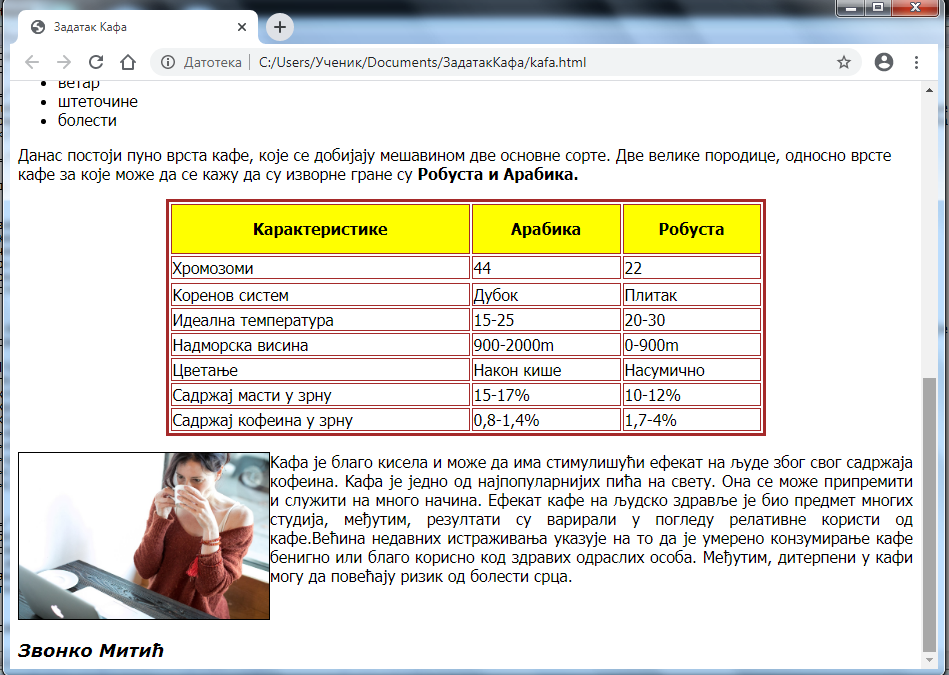 Задатак Кафа
Датотека | C:/Users/Ученик/Documents/ЗадатакКафа/kafa.html
ветар
штеточине
болести
Данас постоји пуно врста кафе, које се добијају мешавином две основне сорте. Две велике породице, односно врсте
кафе за које може да се кажу да су изворне гране су Робуста и Арабика.
Карактеристике Арабика Робуста
Хромозоми 44 22
Коренов систем Дубок Плитак
Идеална температура 15-25 20-30
Надморска висина 900-2000m 0-900m
Цветање Након кише Насумично
Садржај масти у зрну 15-17% 10-12%
Садржај кофеина у зрну 0,8-1,4% 1,7-4%
Кафа је благо кисела и може да има стимулишући ефекат на људе због свог садржаја
кофеина. Кафа је једно од најпопуларнијих пића на свету. Она се може припремити
и служити на много начина. Ефекат кафе на људско здравље је био предмет многих
студија, међутим, резултати су варирали у погледу релативне користи од
кафе.Већина недавних истраживања указује на то да је умерено конзумирање кафе
бенигно или благо корисно код здравих одраслих особа. Међутим, дитерпени у кафи
могу да повећају ризик од болести срца.
Звонко Митић